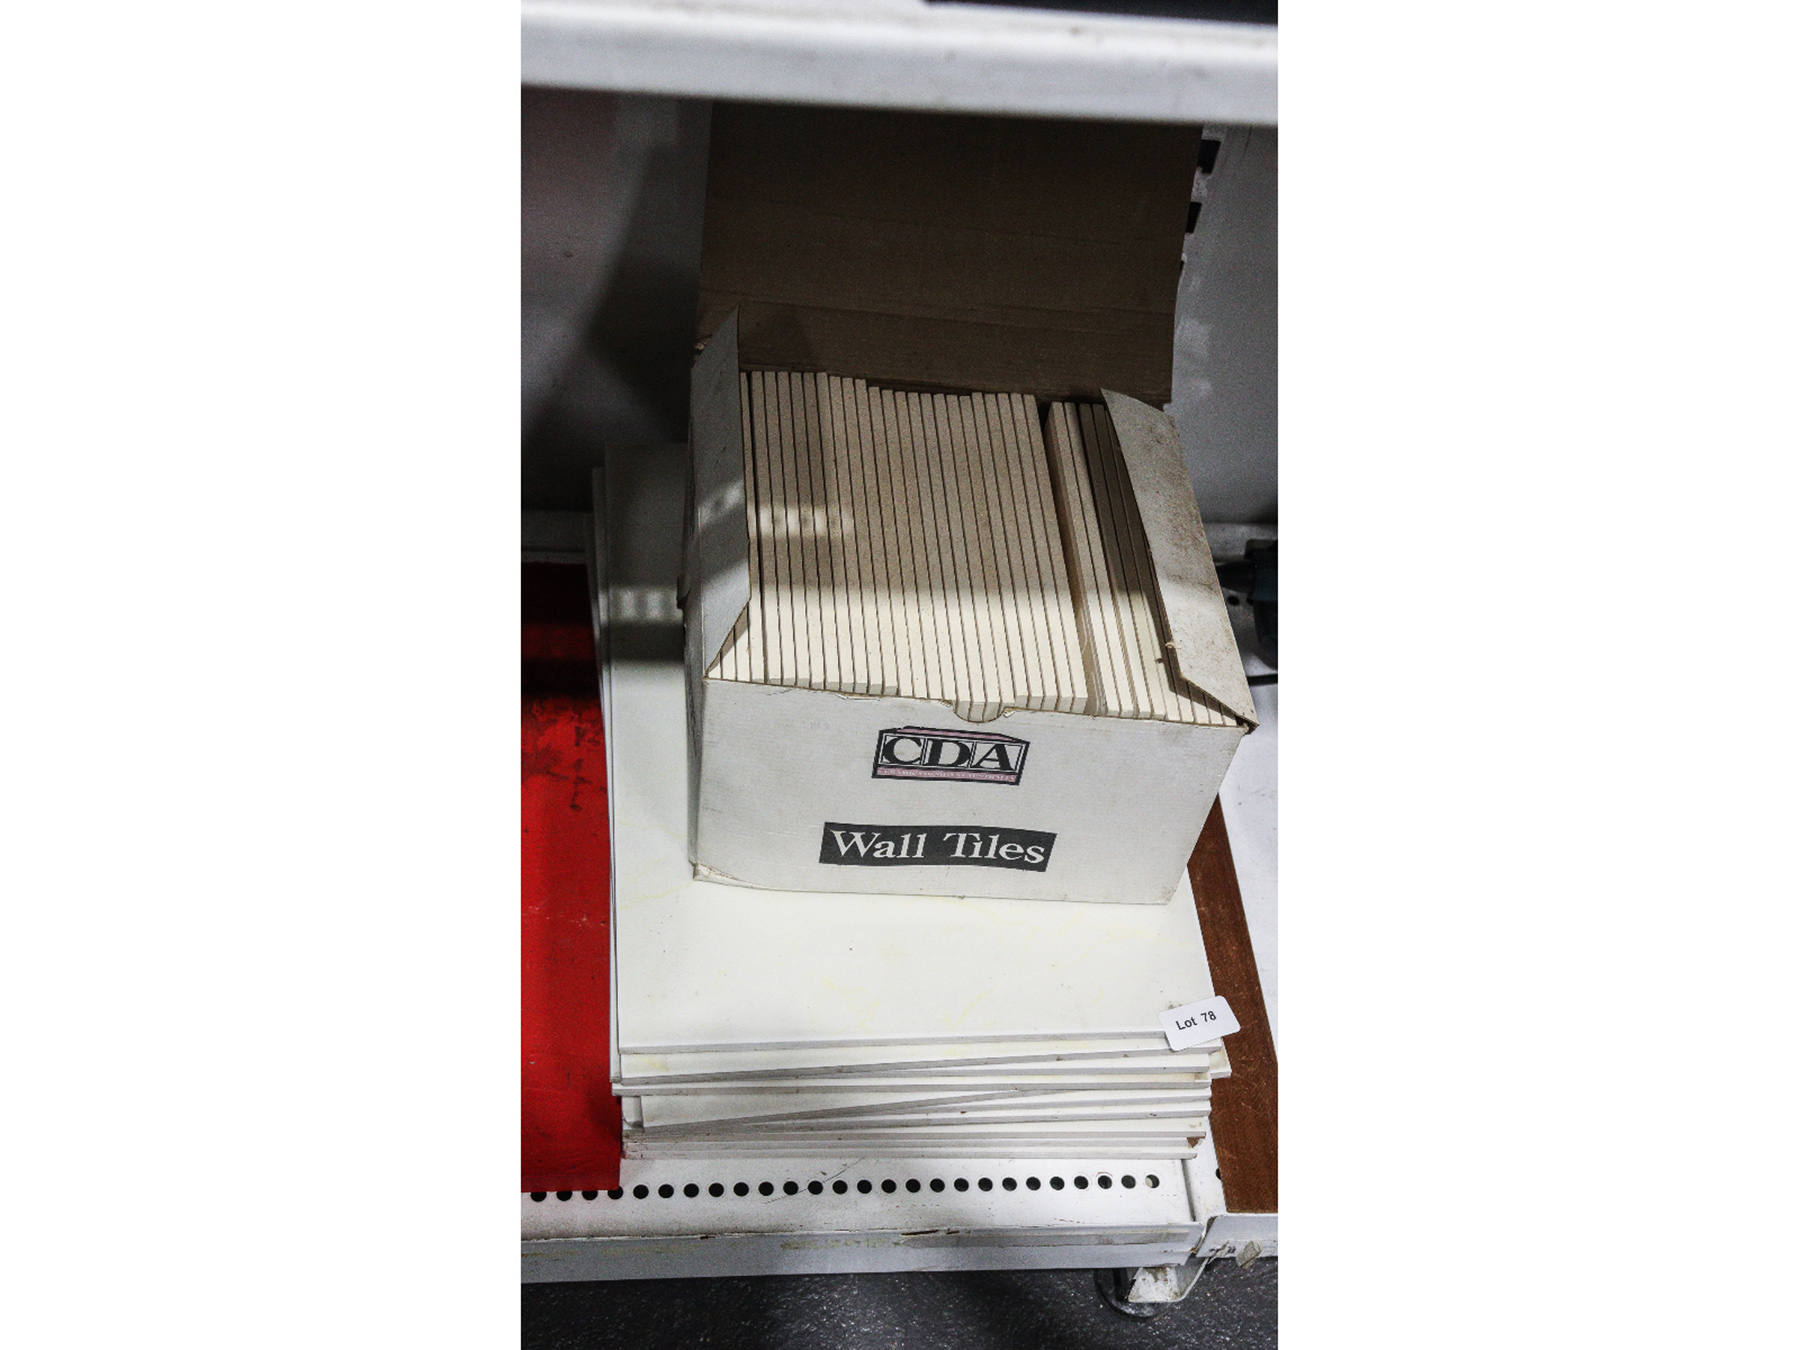 CDA
Wall Tiles
Lot 78